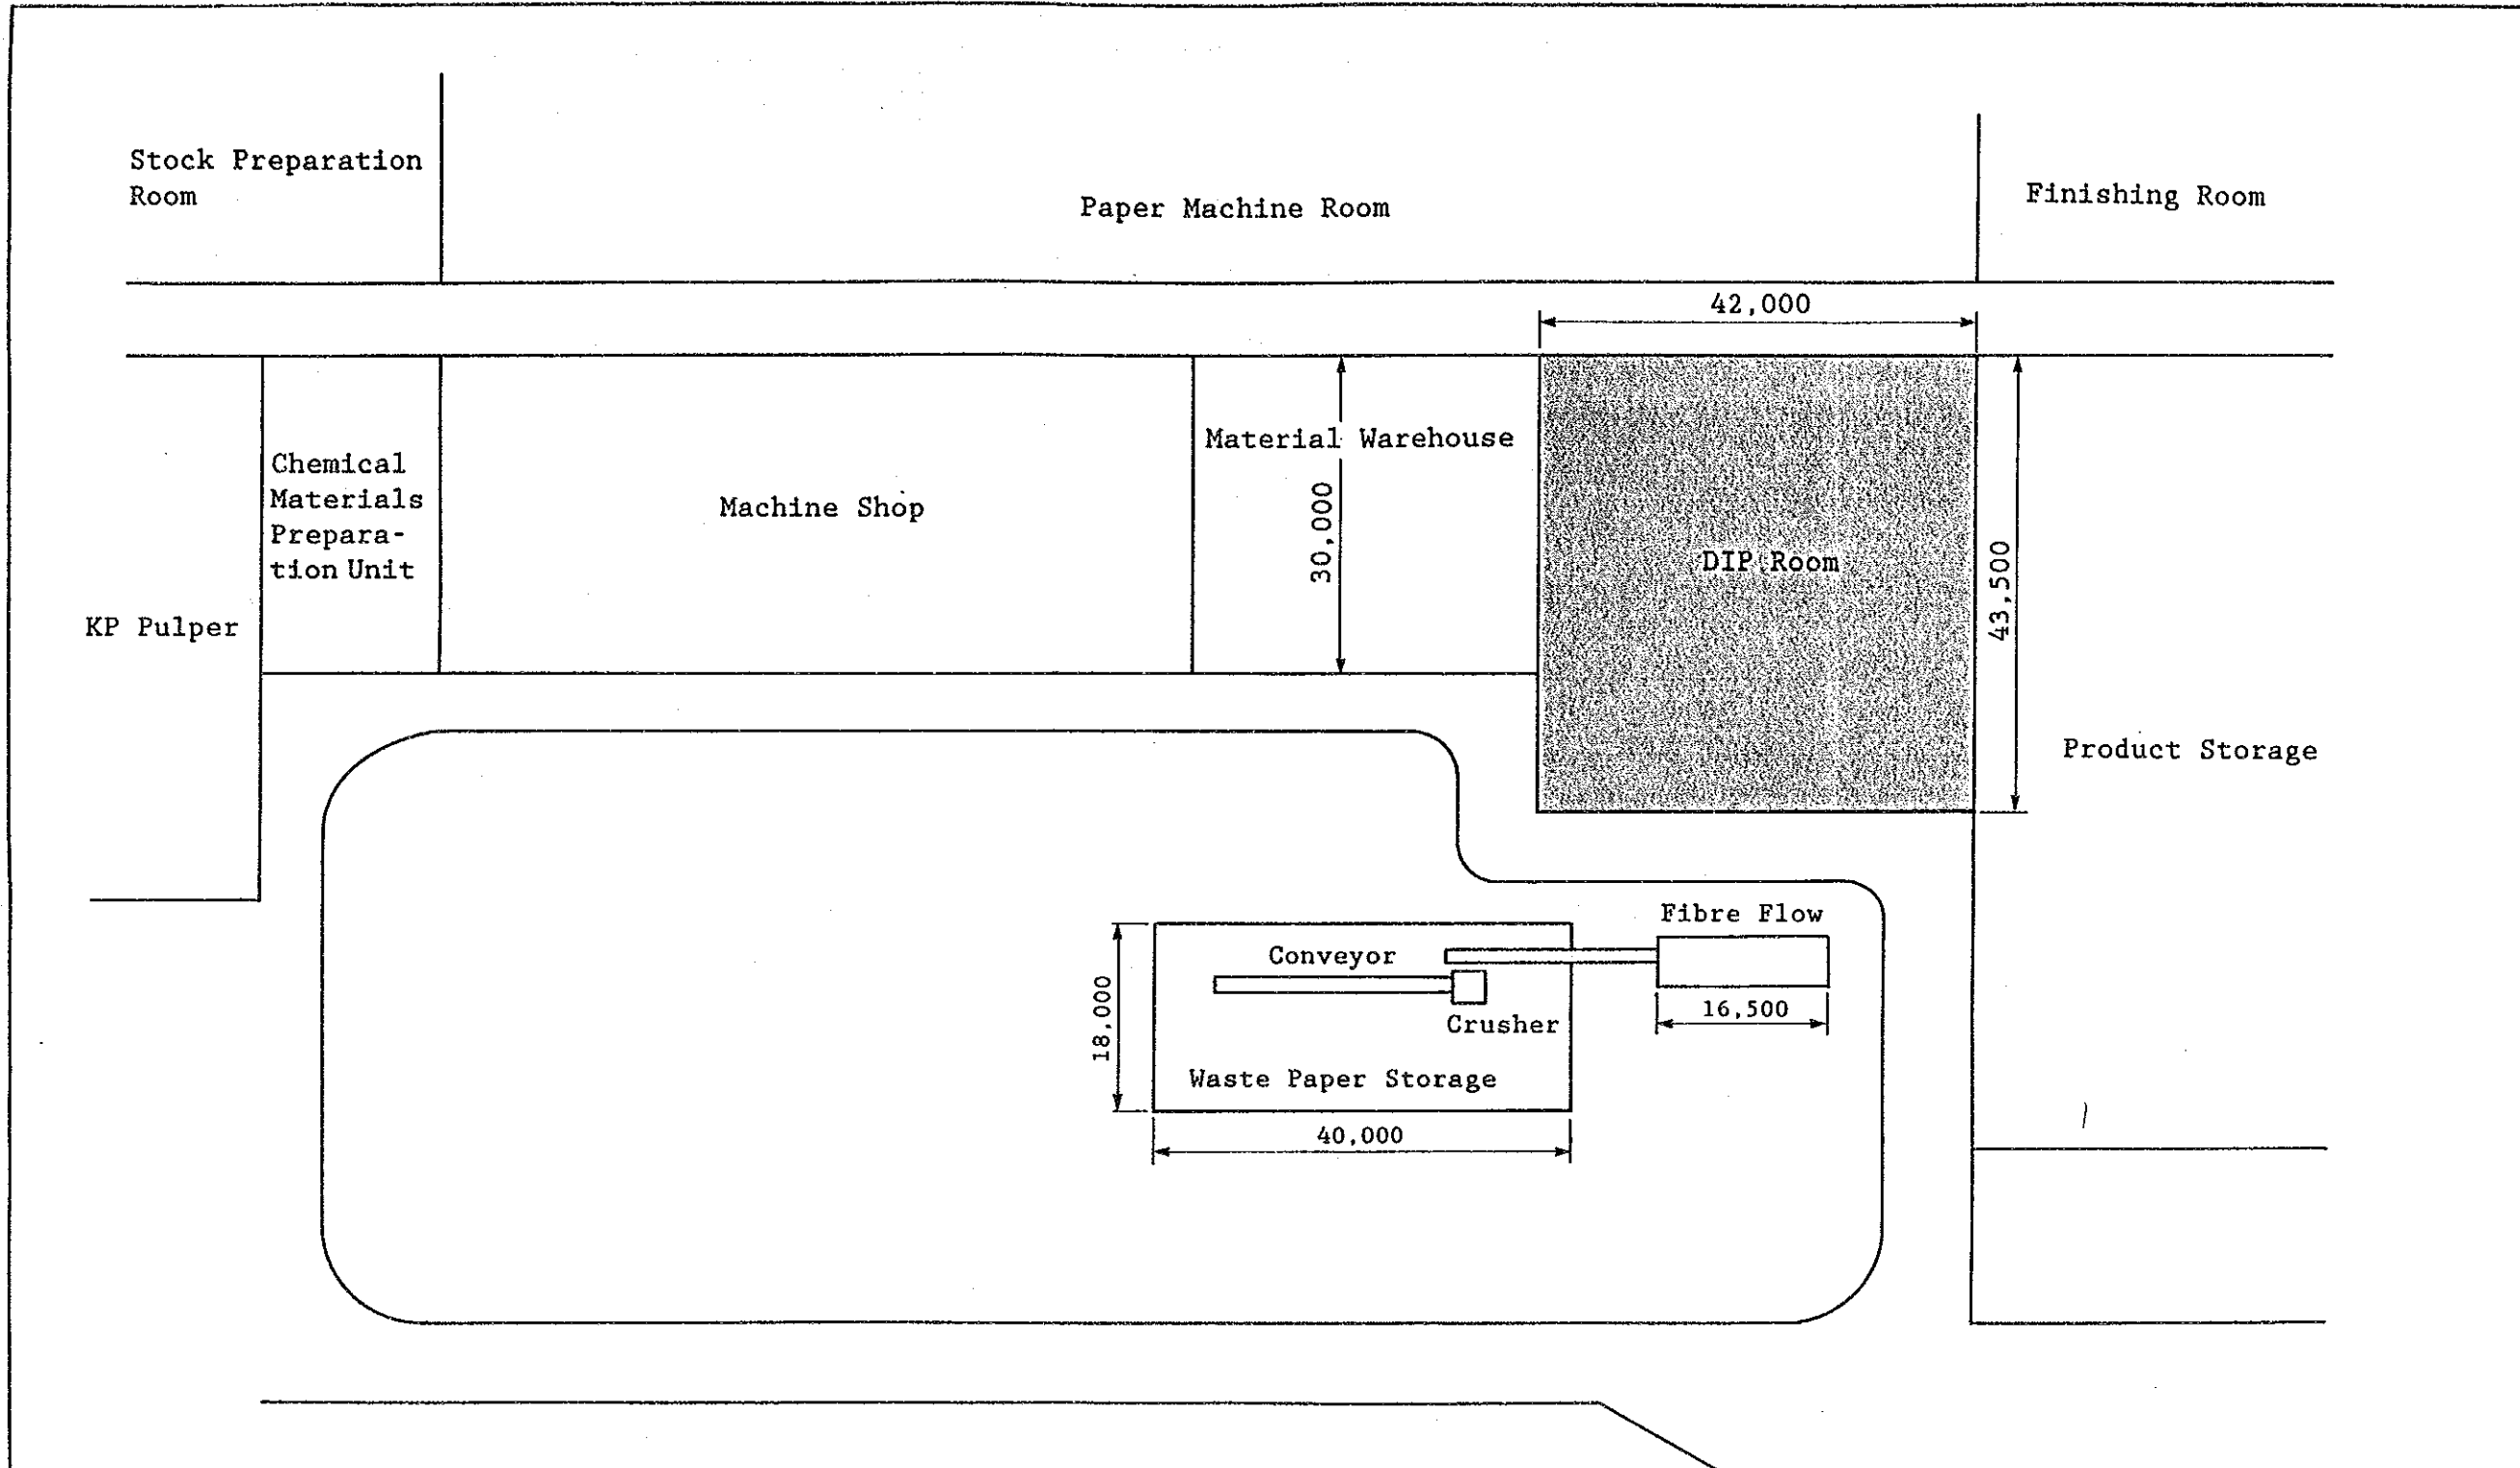 Stock Preparation
Room
Paper Machine Room
Finishing Room
42,000
Material Warehouse
Chemical
Materials
Prepara-
tion Unit
Machine Shop
30,000
DIP Room
43,500
KP Pulper
Product Storage
Fibre Flow
Conveyor
18,000
16,500
Crusher
Waste Paper Storage
40,000